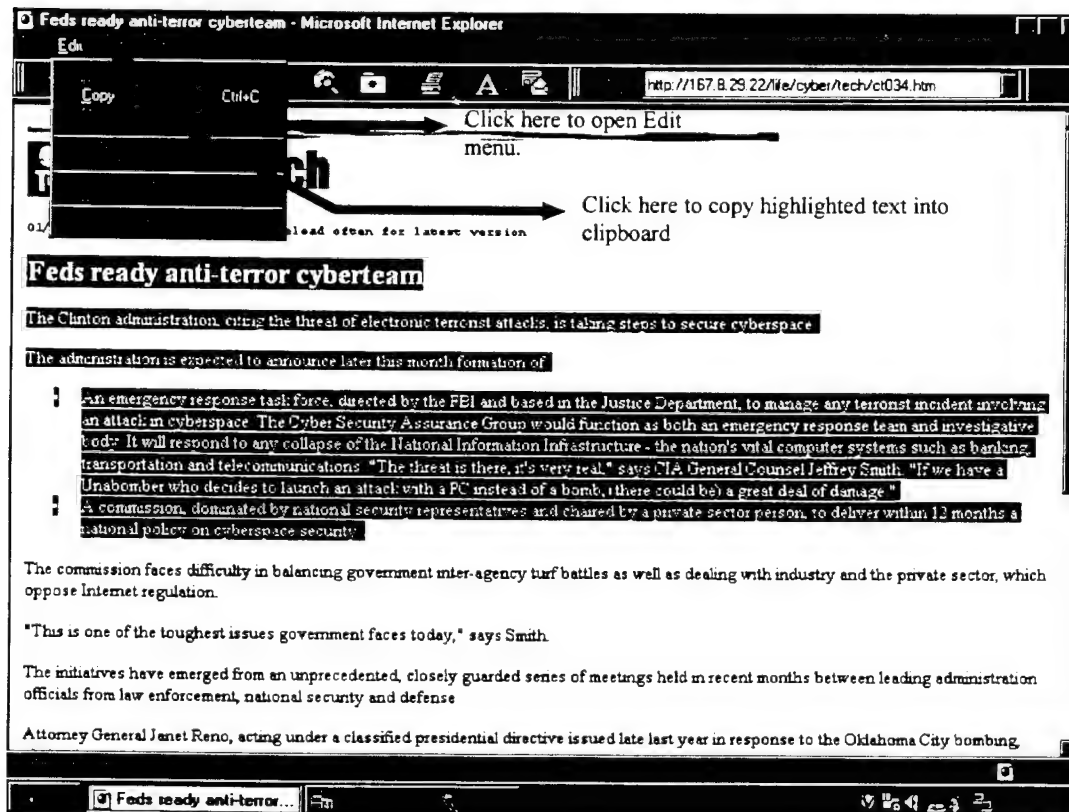 Feds ready anti-terror cyberteam - Microsoft Internet Explorer
Edit
Copy Ctrl+C
A
http://167.8.29.22/life/cyber/tech/ct034.htm
Click here to open Edit
menu.
ch
Click here to copy highlighted text into
clipboard
01/
load often for latest version
Feds ready anti-terror cyberteam
The Clinton administration, citing the threat of electronic terrorist attacks, is taking steps to secure cyberspace.
The administration is expected to announce later this month formation of
An emergency response task force, directed by the FBI and based in the Justice Department, to manage any terrorist incident involving
an attack in cyberspace. The Cyber Security Assurance Group would function as both an emergency response team and investigative
body. It will respond to any collapse of the National Information Infrastructure - the nation's vital computer systems such as banking,
transportation and telecommunications. "The threat is there, it's very real," says CIA General Counsel Jeffrey Smith. "If we have a
Unabomber who decides to launch an attack with a PC instead of a bomb, (there could be) a great deal of damage."
A commission, dominated by national security representatives and chaired by a private sector person, to deliver within 12 months a
national policy on cyberspace security.
The commission faces difficulty in balancing government inter-agency turf battles as well as dealing with industry and the private sector, which
oppose Internet regulation.
"This is one of the toughest issues government faces today," says Smith.
The initiatives have emerged from an unprecedented, closely guarded series of meetings held in recent months between leading administration
officials from law enforcement, national security and defense
Attorney General Janet Reno, acting under a classified presidential directive issued late last year in response to the Oklahoma City bombing,
Feds ready anti-terror...